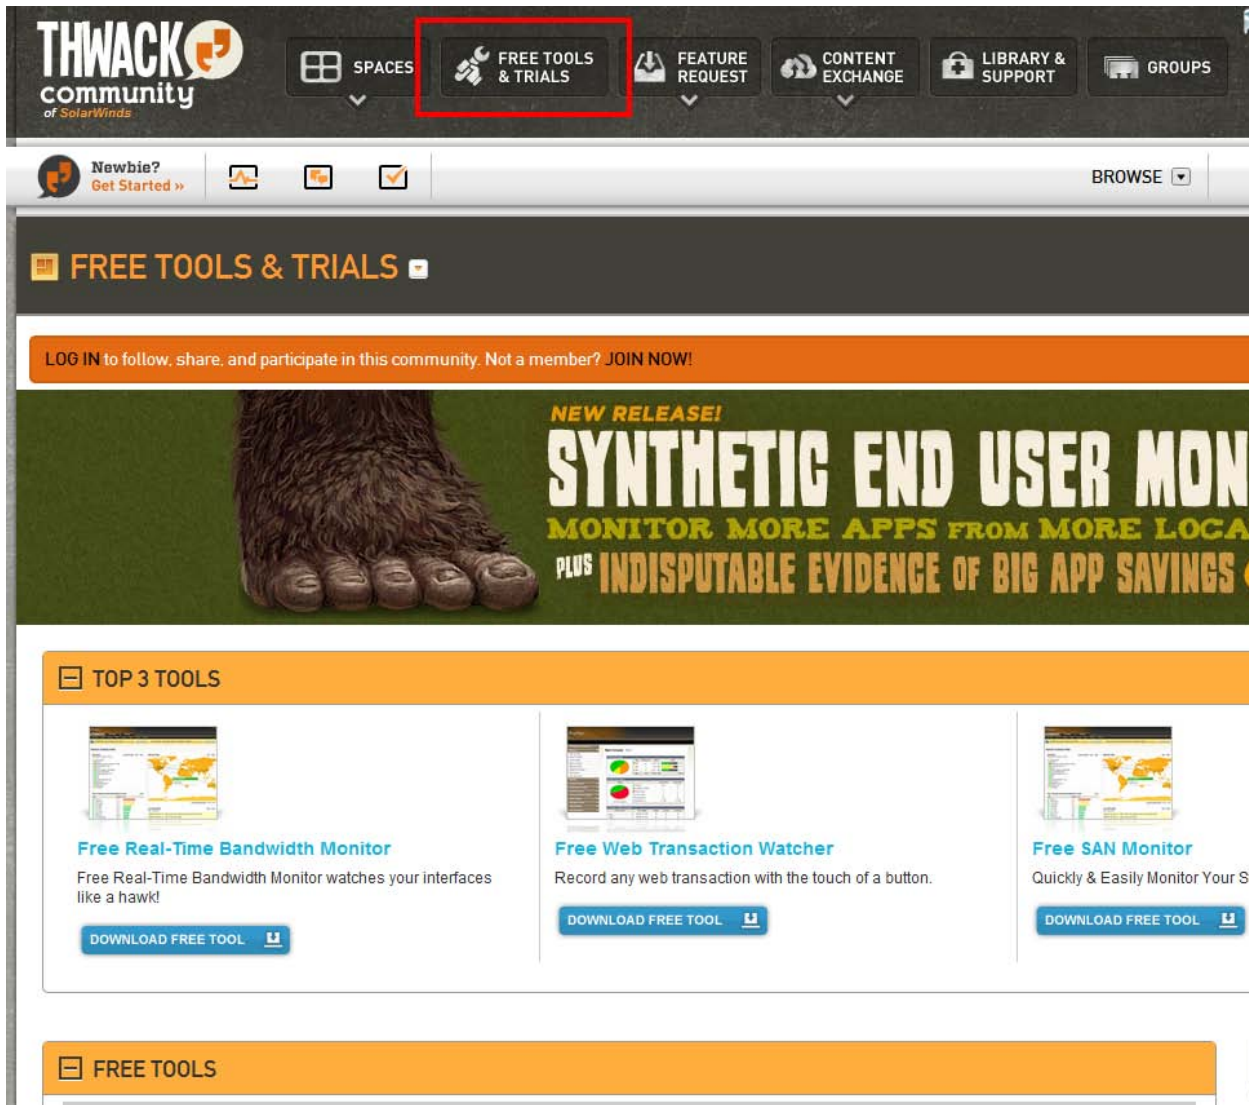 THWACK
community
of SolarWinds
SPACES
FREE TOOLS
& TRIALS
FEATURE
REQUEST
CONTENT
EXCHANGE
LIBRARY &
SUPPORT
GROUPS
Newbie?
Get Started »
BROWSE
FREE TOOLS & TRIALS
LOG IN to follow, share, and participate in this community. Not a member? JOIN NOW!
NEW RELEASE!
SYNTHETIC END USER MON
MONITOR MORE APPS FROM MORE LOCA
PLUS INDISPUTABLE EVIDENCE OF BIG APP SAVINGS
TOP 3 TOOLS
Free Real-Time Bandwidth Monitor
Free Real-Time Bandwidth Monitor watches your interfaces
like a hawk!
DOWNLOAD FREE TOOL
Free Web Transaction Watcher
Record any web transaction with the touch of a button.
DOWNLOAD FREE TOOL
Free SAN Monitor
Quickly & Easily Monitor Your S
DOWNLOAD FREE TOOL
FREE TOOLS